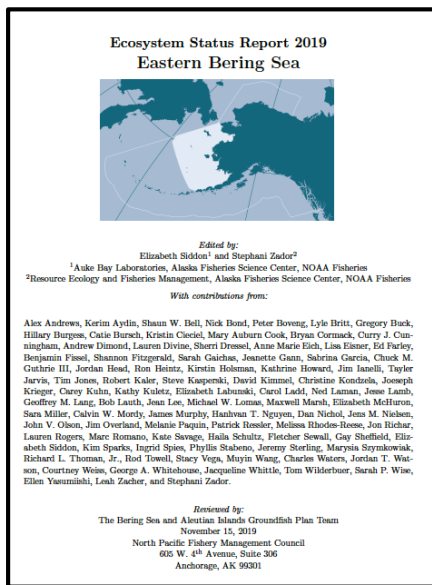 Ecosystem Status Report 2019
Eastern Bering Sea
Edited by:
Elizabeth Siddon¹ and Stephani Zador²
¹Auke Bay Laboratories, Alaska Fisheries Science Center, NOAA Fisheries
²Resource Ecology and Fisheries Management, Alaska Fisheries Science Center, NOAA Fisheries
With contributions from:
Alex Andrews, Kerim Aydin, Shaun W. Bell, Nick Bond, Peter Boveng, Lyle Britt, Gregory Buck,
Hillary Burgess, Catie Bursch, Kristin Cieciel, Mary Auburn Cook, Bryan Cormack, Curry J. Cun-
ningham, Andrew Dimond, Lauren Divine, Sherri Dressel, Anne Marie Eich, Lisa Eisner, Ed Farley,
Benjamin Fissel, Shannon Fitzgerald, Sarah Gaichas, Jeanette Gann, Sabrina Garcia, Chuck M.
Guthrie III, Jordan Head, Ron Heintz, Kirstin Holsman, Kathrine Howard, Jim Ianelli, Tayler
Jarvis, Tim Jones, Robert Kaler, Steve Kasperski, David Kimmel, Christine Kondzela, Joeseph
Krieger, Carey Kuhn, Kathy Kuletz, Elizabeth Labunski, Carol Ladd, Ned Laman, Jesse Lamb,
Geoffrey M. Lang, Bob Lauth, Jean Lee, Michael W. Lomas, Maxwell Marsh, Elizabeth McHuron,
Sara Miller, Calvin W. Mordy, James Murphy, Hanhvan T. Nguyen, Dan Nichol, Jens M. Nielsen,
John V. Olson, Jim Overland, Melanie Paquin, Patrick Ressler, Melissa Rhodes-Reese, Jon Richar,
Lauren Rogers, Marc Romano, Kate Savage, Haila Schultz, Fletcher Sewall, Gay Sheffield, Eliz-
abeth Siddon, Kim Sparks, Ingrid Spies, Phyllis Stabeno, Jeremy Sterling, Marysia Szymkowiak,
Richard L. Thoman, Jr., Rod Towell, Stacy Vega, Muyin Wang, Charles Waters, Jordan T. Wat-
son, Courtney Weiss, George A. Whitehouse, Jacqueline Whittle, Tom Wilderbuer, Sarah P. Wise,
Ellen Yasumiishi, Leah Zacher, and Stephani Zador.
Reviewed by:
The Bering Sea and Aleutian Islands Groundfish Plan Team
November 15, 2019
North Pacific Fishery Management Council
605 W. 4th Avenue, Suite 306
Anchorage, AK 99301